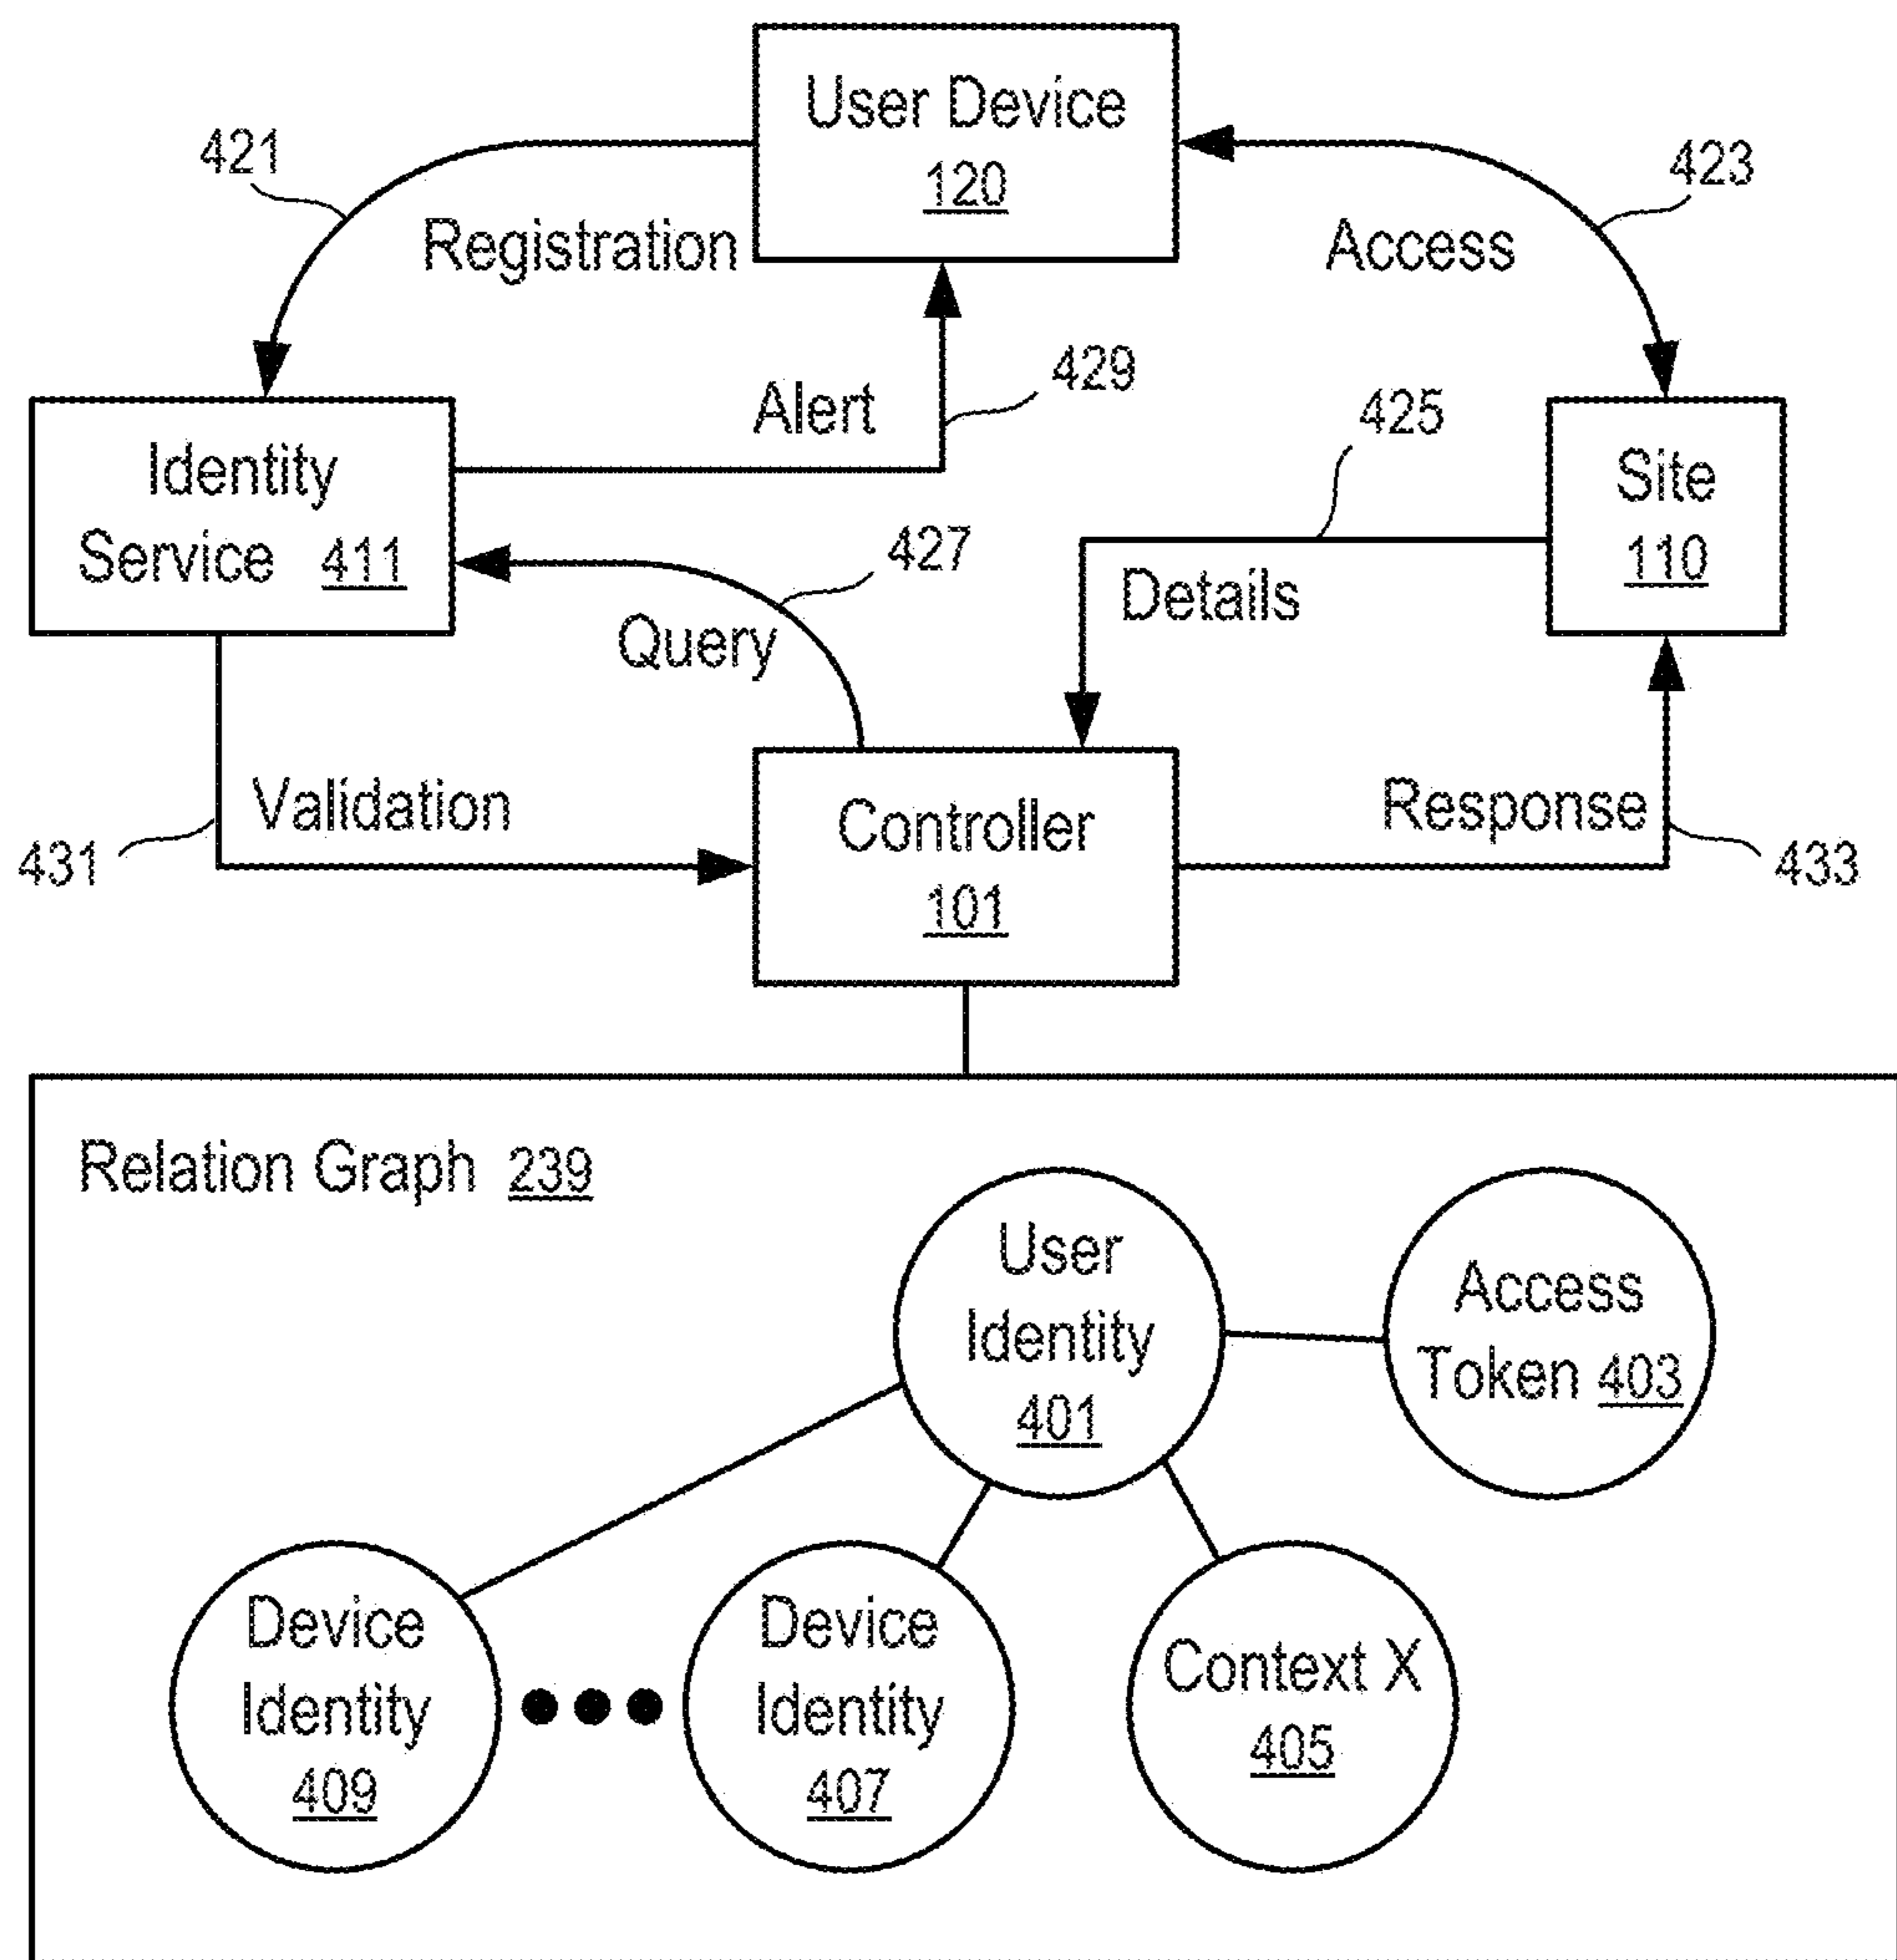 User Device
120
421
423
Registration
Access
429
Alert
425
Identity
Service 411
Site
110
427
Details
Query
Validation
Controller
101
Response
431
433
Relation Graph 239
User
Identity
401
Access
Token 403
Device
Identity
409
Device
Identity
407
Context X
405